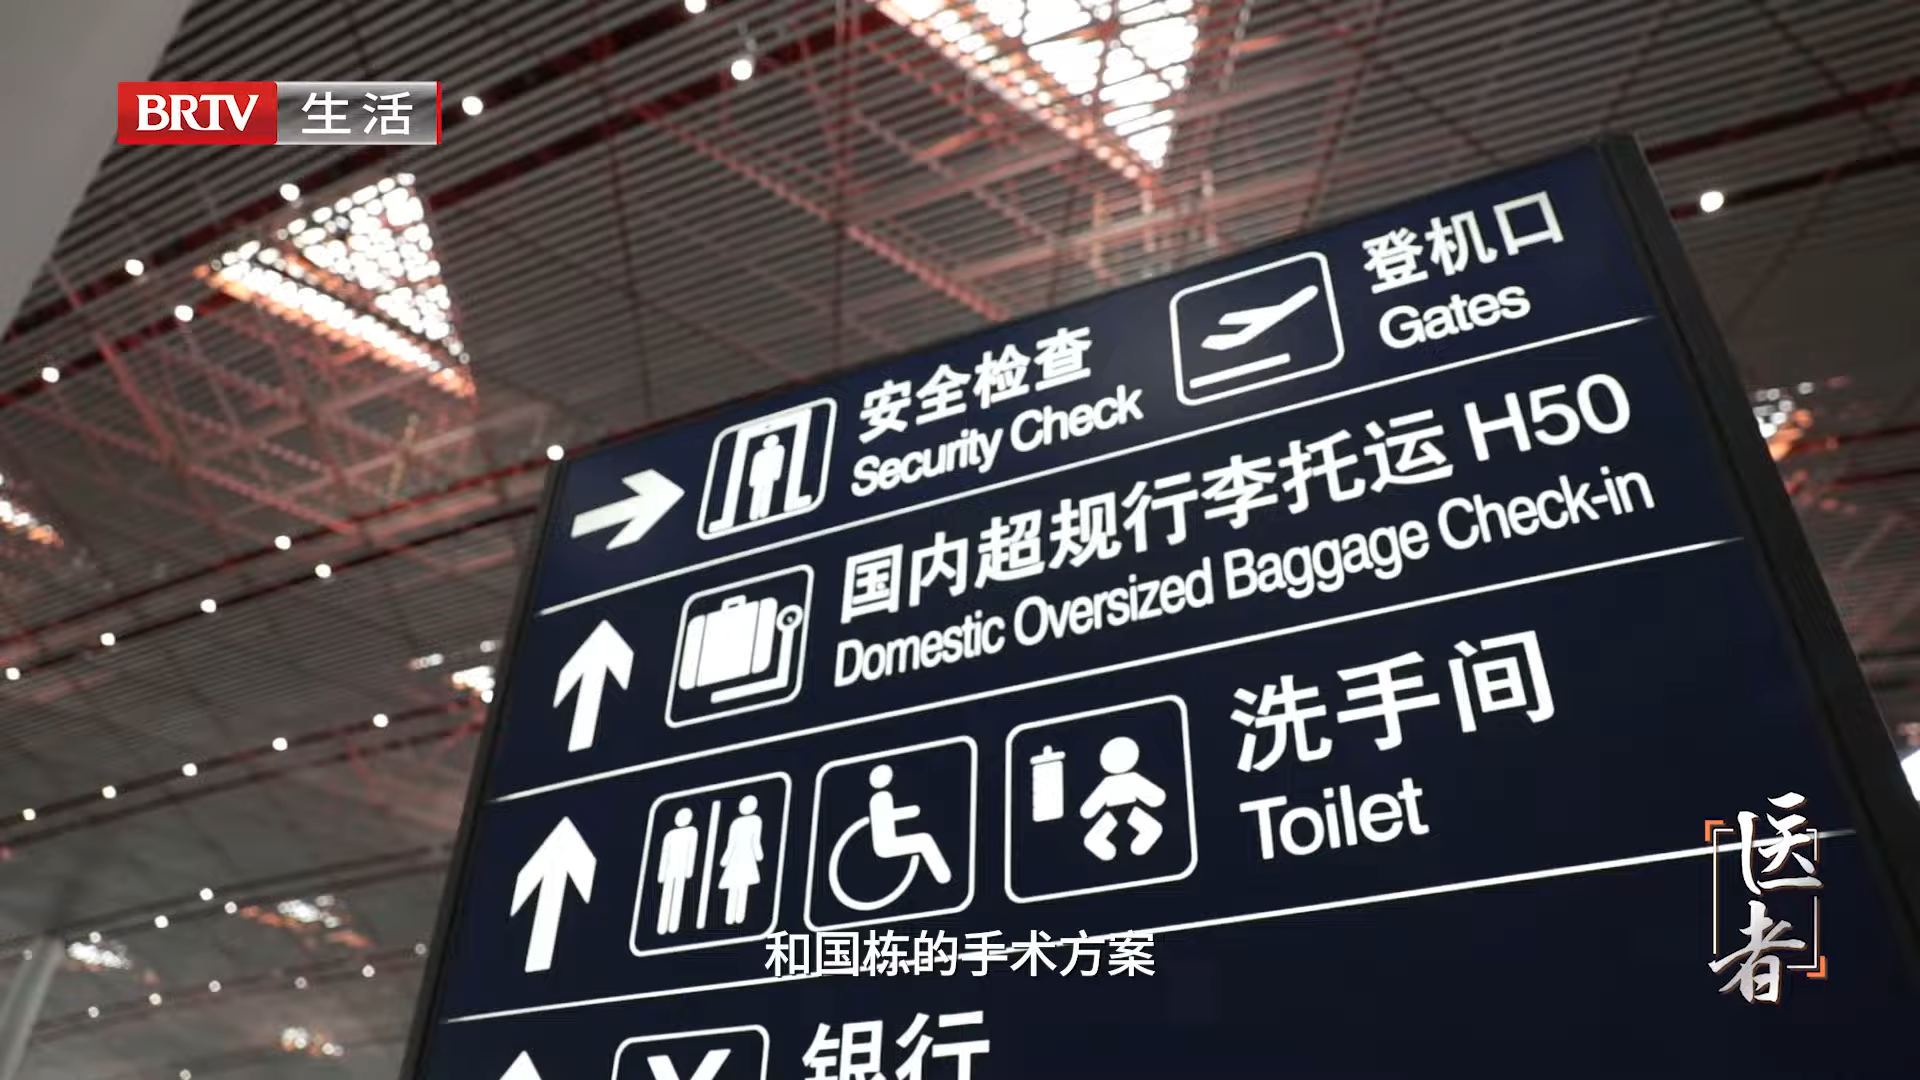 BRTV 生活
登机口
Gates
安全检查
Security Check
国内超规行李托运 H50
Domestic Oversized Baggage Check-in
洗手间
Toilet
医者
和国栋的手术方案
银行